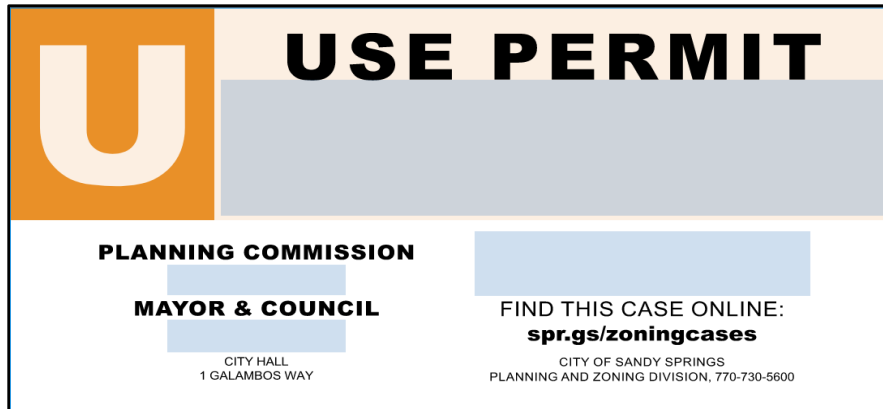 U
USE PERMIT
PLANNING COMMISSION
MAYOR & COUNCIL
CITY HALL
1 GALAMBOS WAY
FIND THIS CASE ONLINE:
spr.gs/zoningcases
CITY OF SANDY SPRINGS
PLANNING AND ZONING DIVISION, 770-730-5600